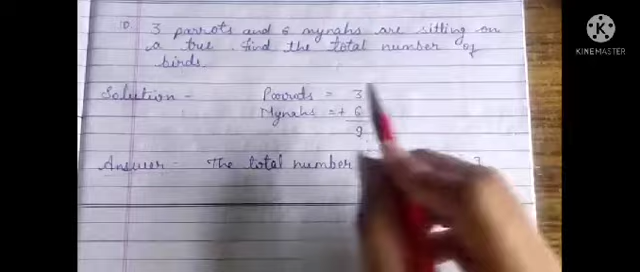 10. 3 parrots and 6 mynahs are sitting on
a tree find the total number of
birds.
Solution - Parrots = 3
Mynahs = + 6
9
Answer - The total number
KINEMASTER